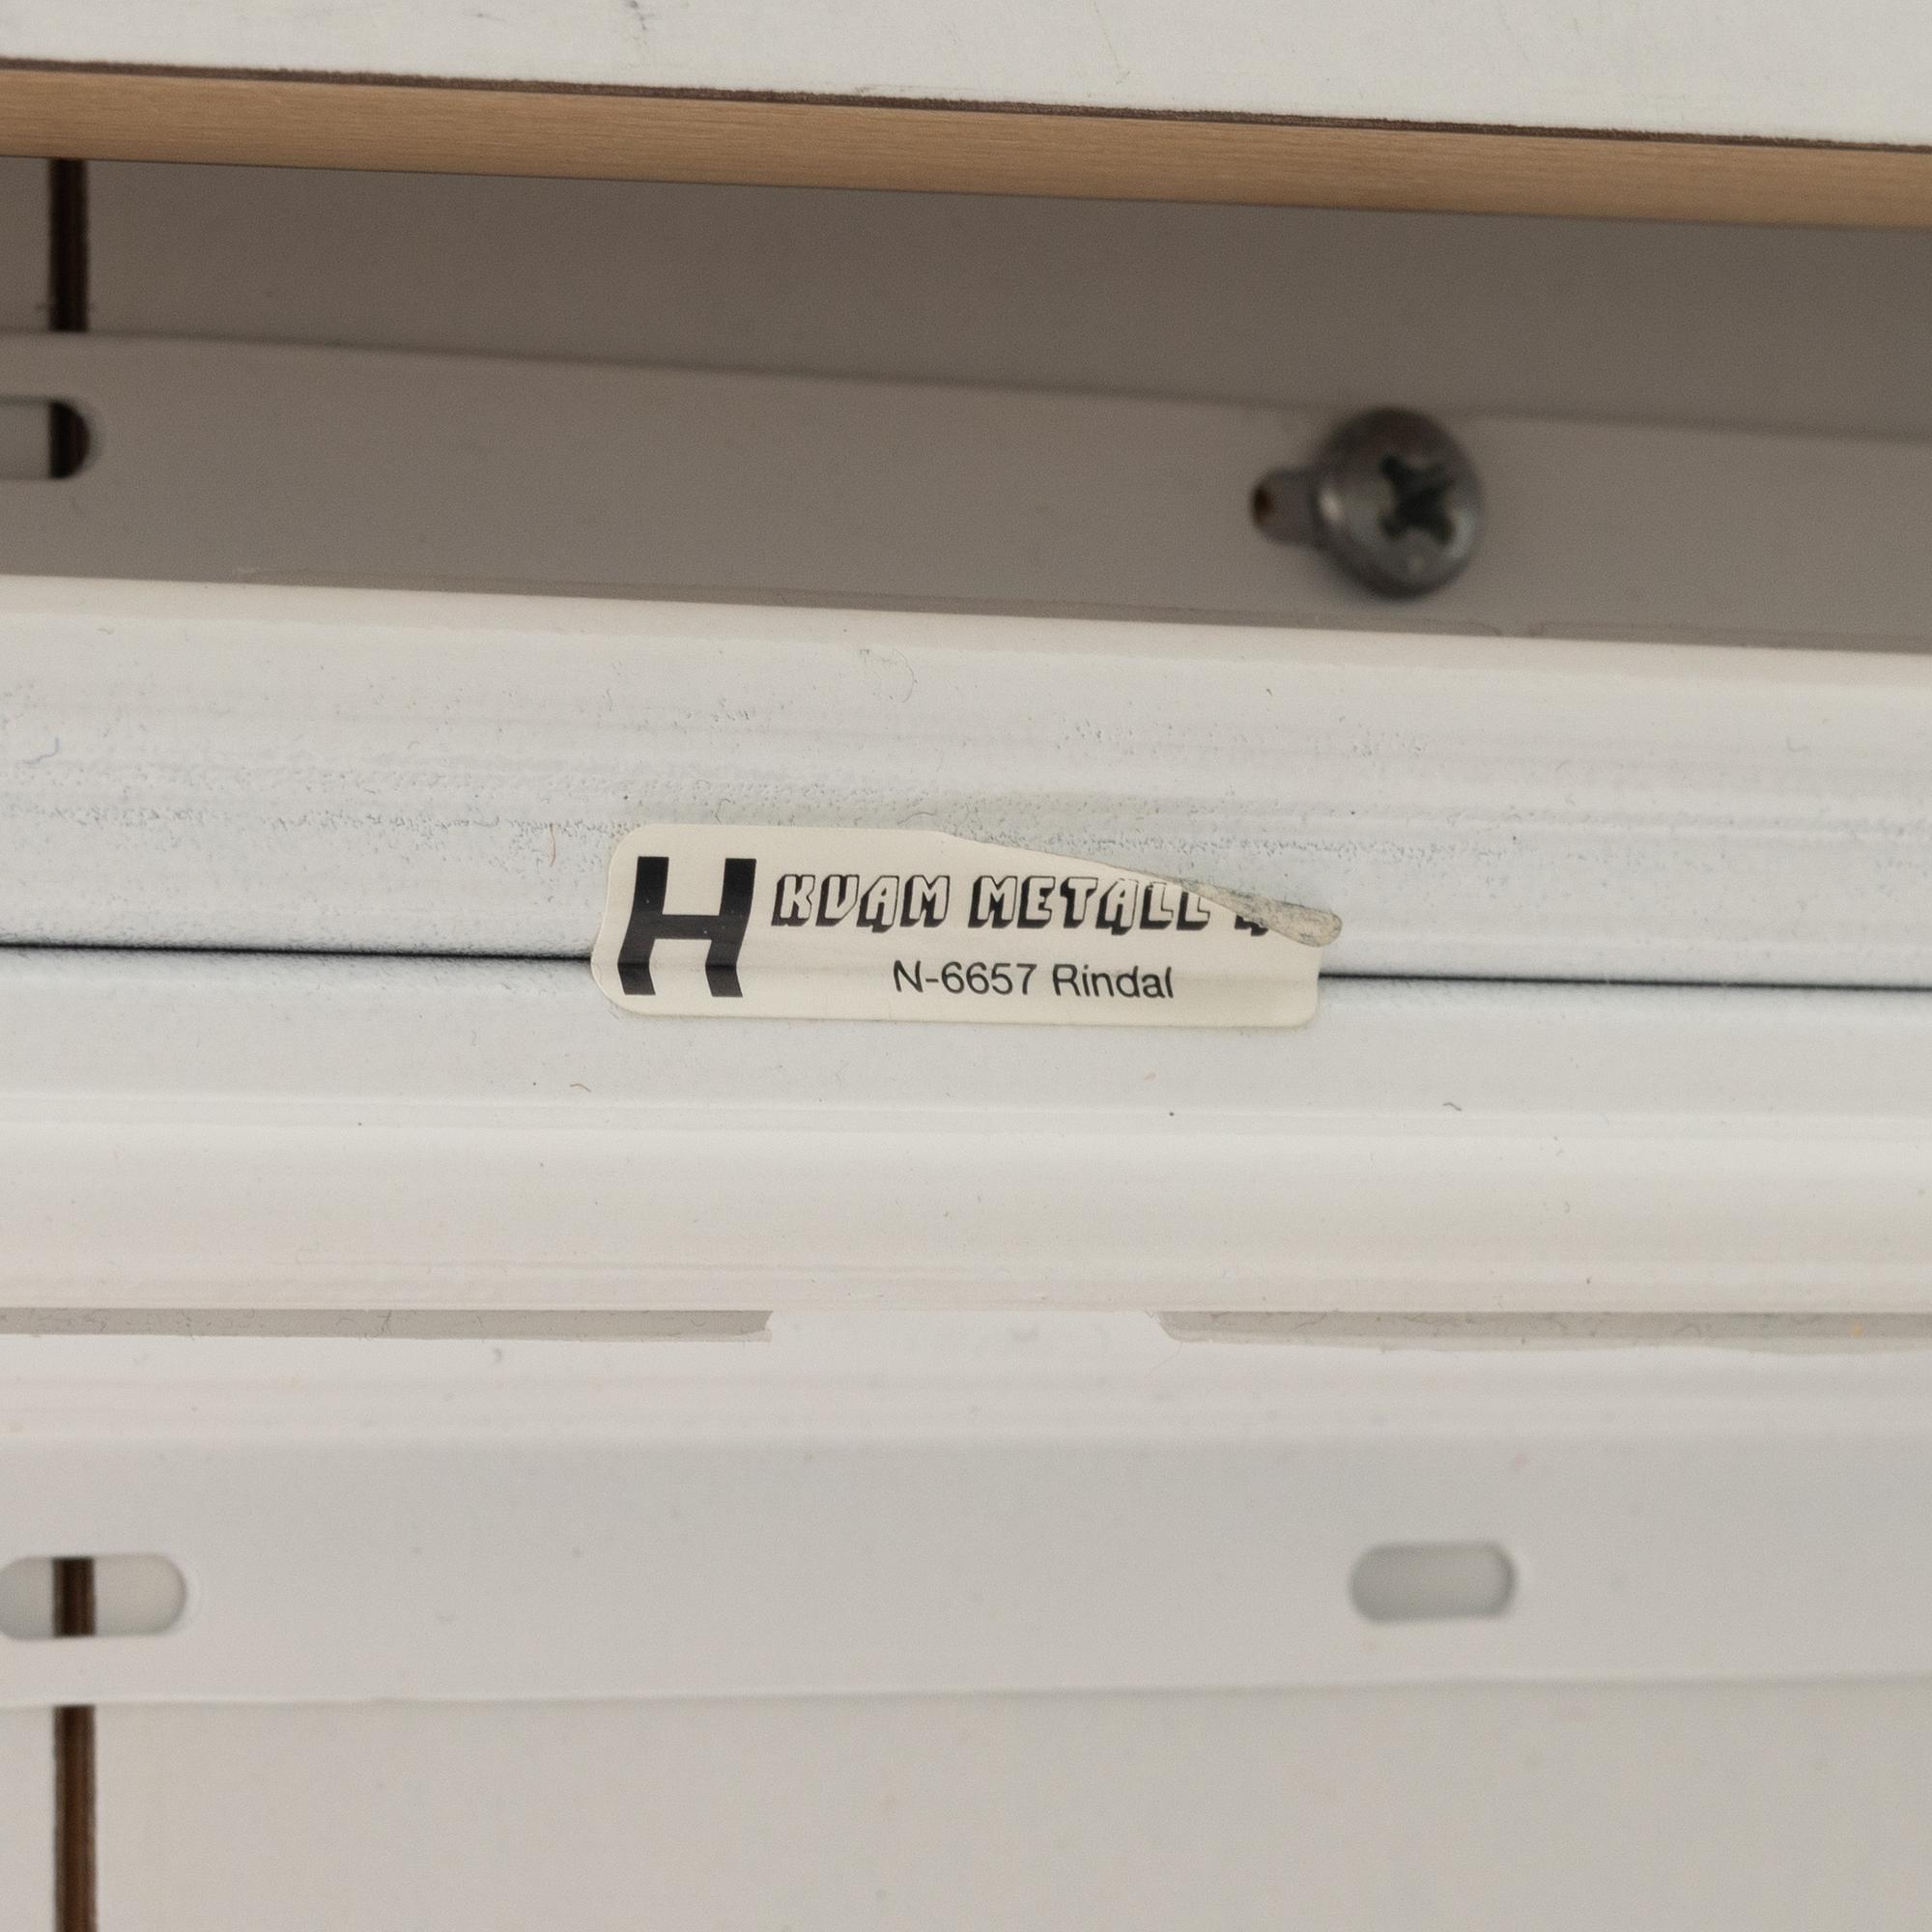 H KVAM METALL
N-6657 Rindal